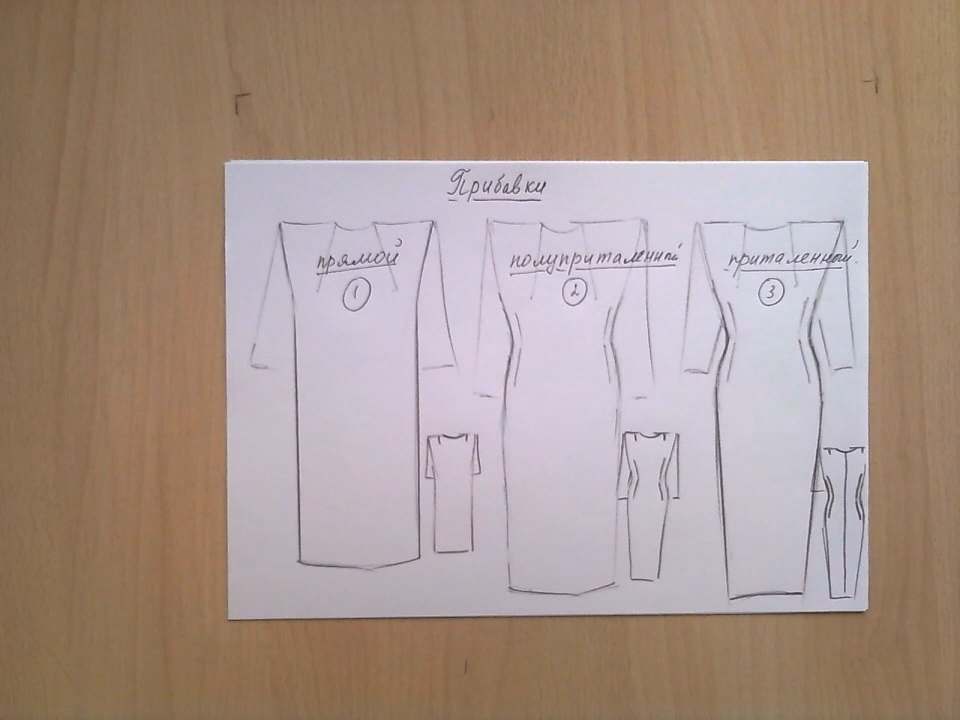 Прибавки
прямой
1
полуприталенный
2
приталенный
3